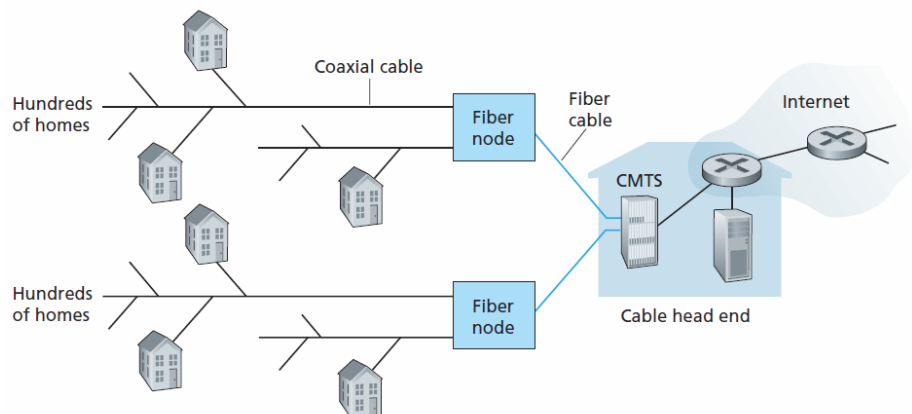 Hundreds
of homes
Coaxial cable
Fiber
node
Fiber
cable
Internet
CMTS
Hundreds
of homes
Fiber
node
Cable head end